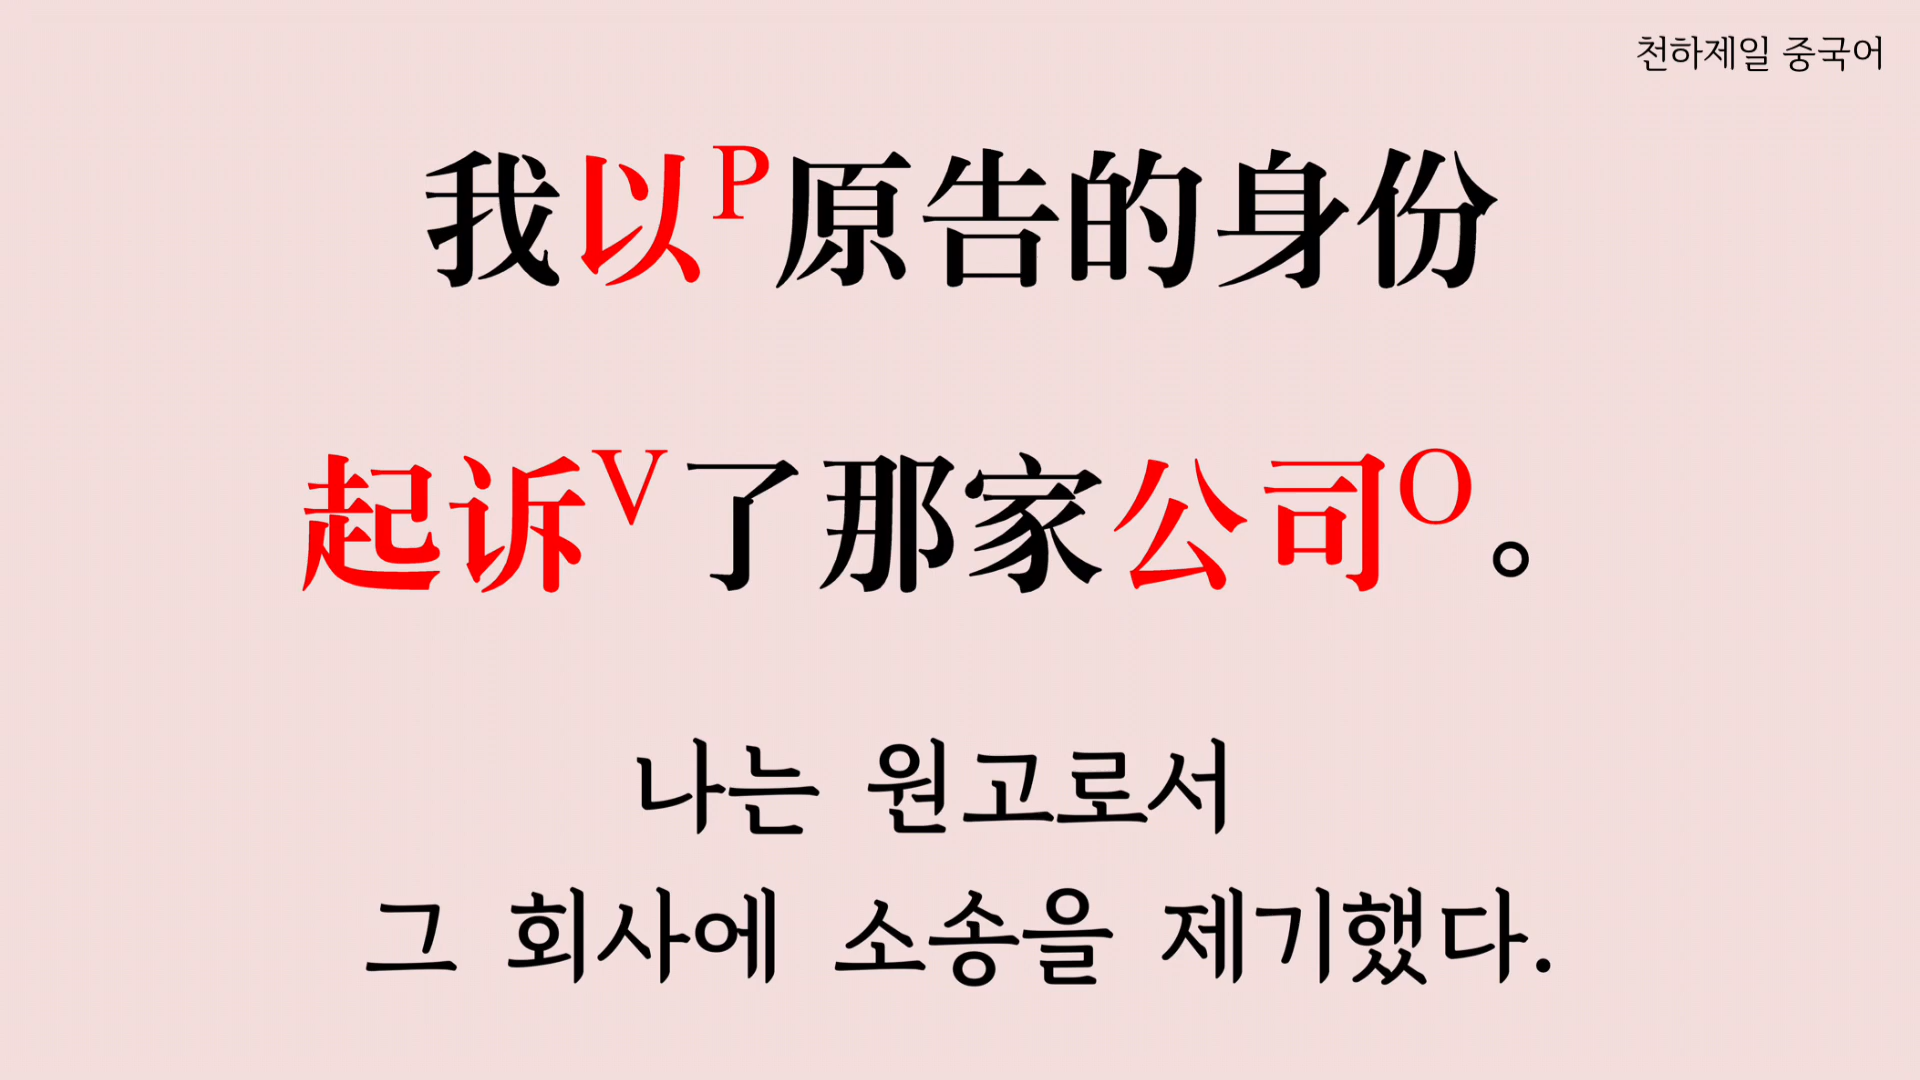 천하제일 중국어
我以P原告的身份
起诉V了那家公司O。
나는 원고로서
그 회사에 소송을 제기했다.